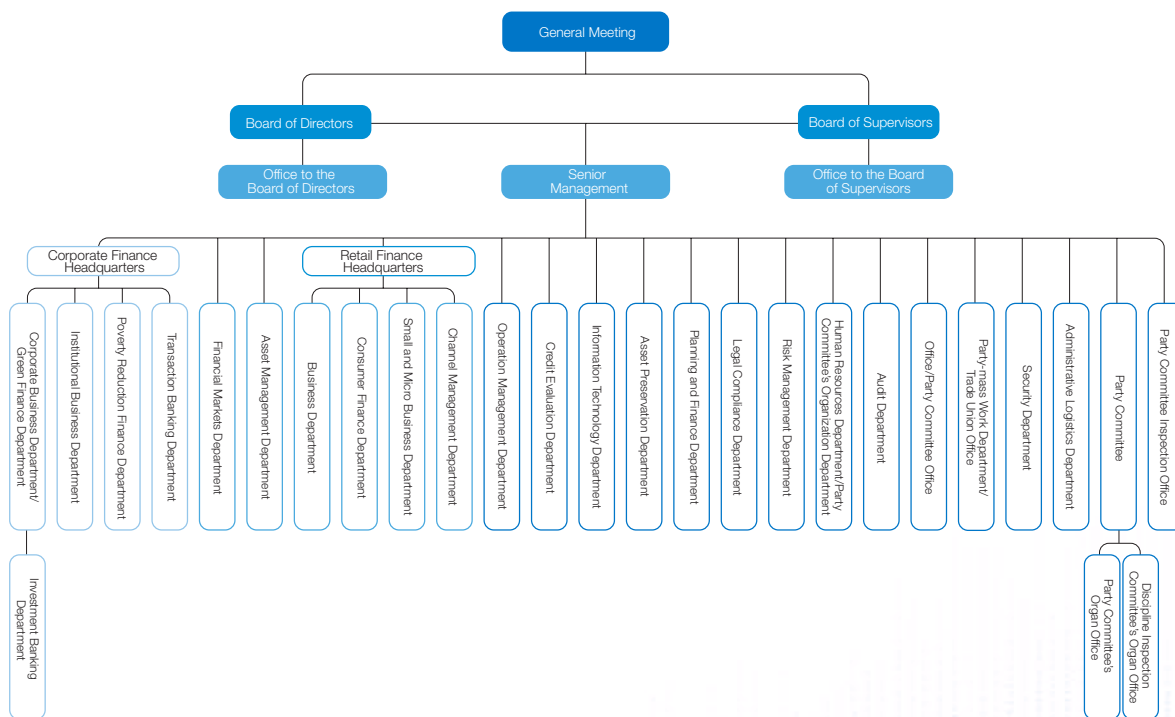 General Meeting
Board of Directors
Board of Supervisors
Office to the
Board of Directors
Senior
Management
Office to the Board
of Supervisors
Corporate Finance
Headquarters
Retail Finance
Headquarters
Corporate Business Department/
Green Finance Department
Institutional Business Department
Poverty Reduction Finance Department
Transaction Banking Department
Financial Markets Department
Asset Management Department
Business Department
Consumer Finance Department
Small and Micro Business Department
Channel Management Department
Operation Management Department
Credit Evaluation Department
Information Technology Department
Asset Preservation Department
Planning and Finance Department
Legal Compliance Department
Risk Management Department
Human Resources Department/Party
Committee's Organization Department
Audit Department
Office/Party Committee Office
Party-mass Work Department/
Trade Union Office
Security Department
Administrative Logistics Department
Party Committee
Party Committee Inspection Office
Investment Banking
Department
Party Committee's
Organ Office
Discipline Inspection
Committee's Organ Office